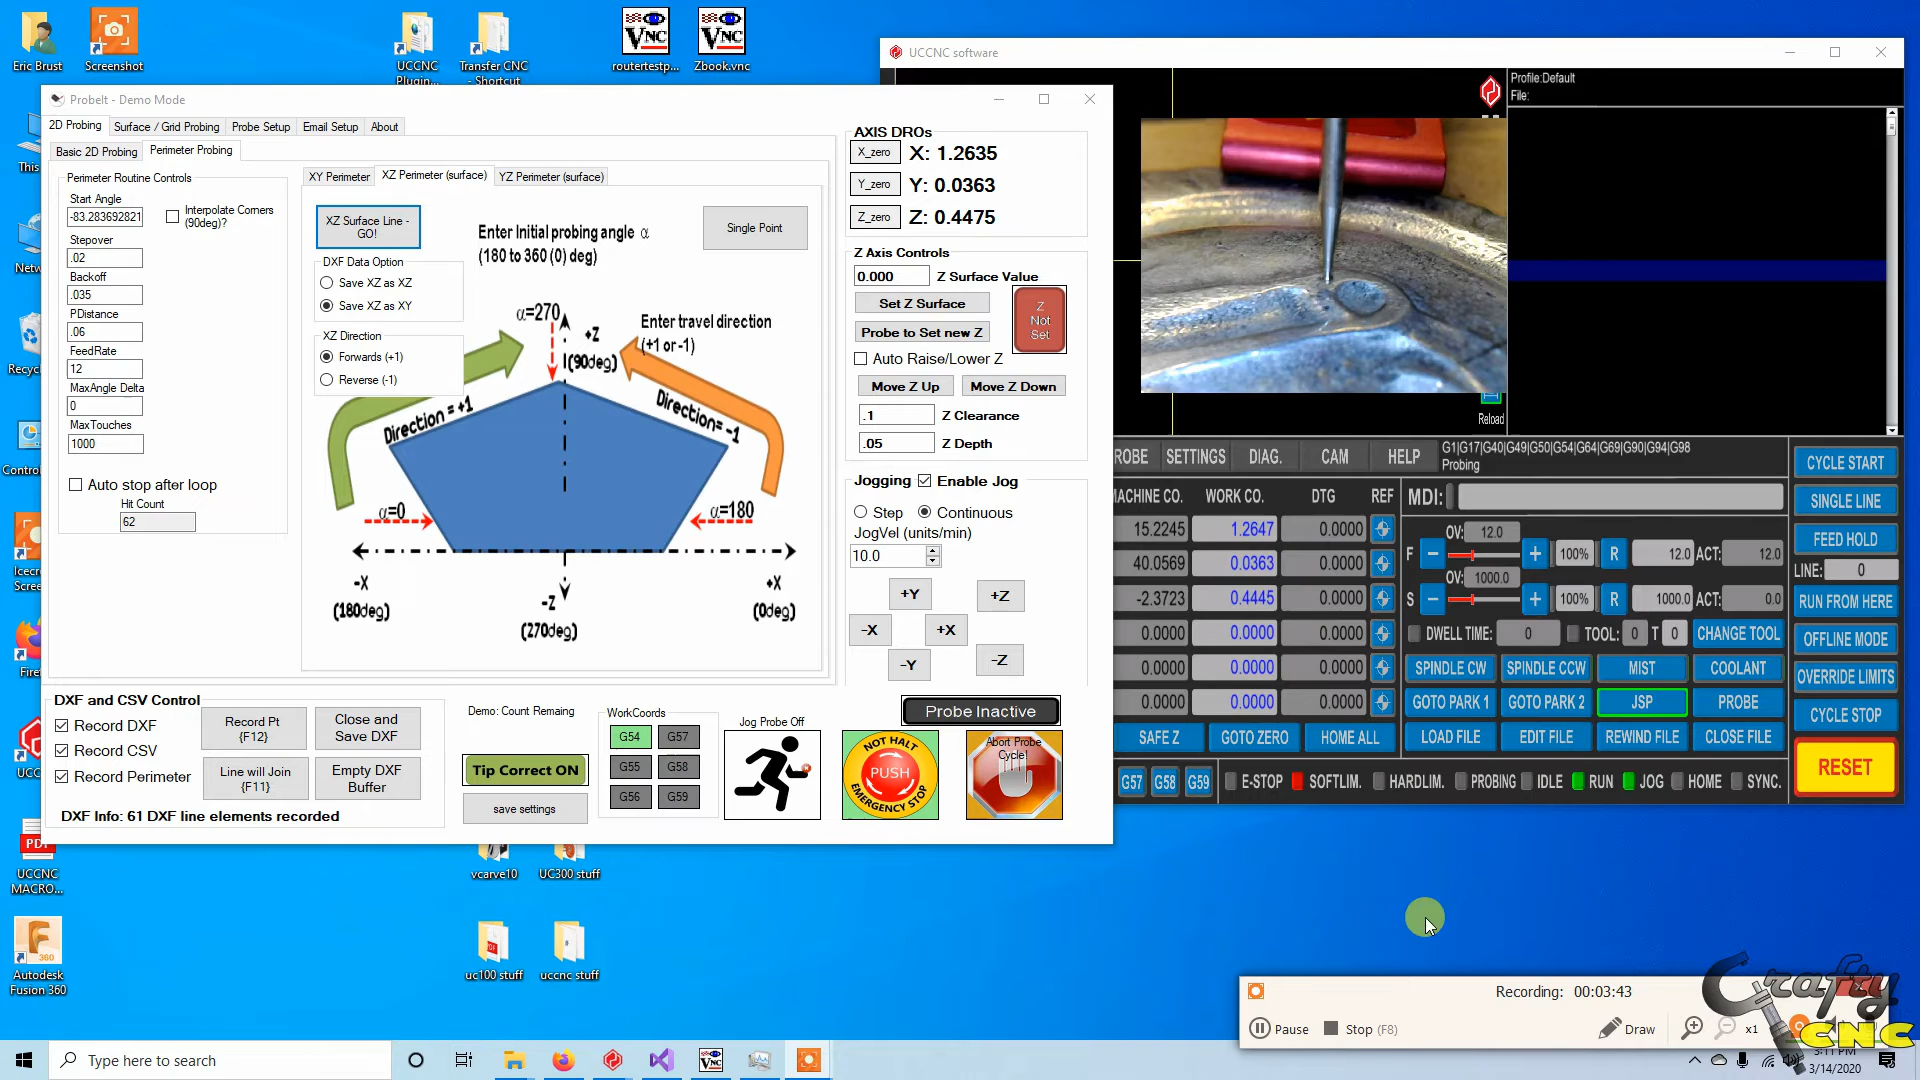 Eric Brust
Screenshot
UCCNC
Plugin...
Transfer CNC
- Shortcut
routertestp...
Zbook.vnc
UCCNC software
Profile:Default
File:
ProbeIt - Demo Mode
2D Probing
Surface / Grid Probing
Probe Setup
Email Setup
About
Basic 2D Probing
Perimeter Probing
This
Netw
Recyc
Control
Icecr
Screen
Firef
Perimeter Routine Controls
Start Angle
-83.283692821
Interpolate Corners
(90deg)?
Stepover
.02
Backoff
.035
PDistance
.06
FeedRate
12
MaxAngle Delta
0
MaxTouches
1000
Auto stop after loop
Hit Count
62
XY Perimeter
XZ Perimeter (surface)
YZ Perimeter (surface)
XZ Surface Line -
GO!
Enter Initial probing angle α
(180 to 360 (0) deg)
Single Point
DXF Data Option
Save XZ as XZ
Save XZ as XY
XZ Direction
Forwards (+1)
Reverse (-1)
α=270
+Z
(90deg)
Enter travel direction
(+1 or -1)
Direction = +1
Direction= -1
α=0
α=180
-X
(180deg)
-Z
(270deg)
+X
(0deg)
AXIS DROs
X_zero
X: 1.2635
Y_zero
Y: 0.0363
Z_zero
Z: 0.4475
Z Axis Controls
0.000
Z Surface Value
Set Z Surface
Probe to Set new Z
Z
Not
Set
Auto Raise/Lower Z
Move Z Up
Move Z Down
.1
Z Clearance
.05
Z Depth
Jogging
Enable Jog
Step
Continuous
JogVel (units/min)
10.0
+Y
+Z
-X
+X
-Y
-Z
DXF and CSV Control
Record DXF
Record CSV
Record Perimeter
Record Pt
{F12}
Close and
Save DXF
Line will Join
{F11}
Empty DXF
Buffer
DXF Info: 61 DXF line elements recorded
Demo: Count Remaing
Tip Correct ON
save settings
WorkCoords
G54
G57
G55
G58
G56
G59
Jog Probe Off
Probe Inactive
NOT HALT
PUSH
EMERGENCY STOP
Abort Probe
Cycle!
Reload
ROBE
SETTINGS
DIAG.
CAM
HELP
G1|G17|G40|G49|G50|G54|G64|G69|G90|G94|G98
Probing
MACHINE CO.
WORK CO.
DTG
REF
MDI:
15.2245
1.2647
0.0000
40.0569
0.0363
0.0000
-2.3723
0.4445
0.0000
0.0000
0.0000
0.0000
0.0000
0.0000
0.0000
0.0000
0.0000
0.0000
OV:
12.0
F
100%
R
12.0
ACT:
12.0
OV:
1000.0
S
100%
R
1000.0
ACT:
0.0
DWELL TIME:
0
TOOL:
0
T
0
CHANGE TOOL
SPINDLE CW
SPINDLE CCW
MIST
COOLANT
GOTO PARK 1
GOTO PARK 2
JSP
PROBE
SAFE Z
GOTO ZERO
HOME ALL
LOAD FILE
EDIT FILE
REWIND FILE
CLOSE FILE
G57
G58
G59
E-STOP
SOFTLIM.
HARDLIM.
PROBING
IDLE
RUN
JOG
HOME
SYNC.
CYCLE START
SINGLE LINE
FEED HOLD
LINE:
0
RUN FROM HERE
OFFLINE MODE
OVERRIDE LIMITS
CYCLE STOP
RESET
PDF
UCCNC
MACRO...
vcarve10
UC300 stuff
F
360
Autodesk
Fusion 360
PDF
uc100 stuff
uccnc stuff
Recording: 00:03:43
Pause
Stop (F8)
Draw
x1
Crafty
CNC
Type here to search
3:11 PM
3/14/2020